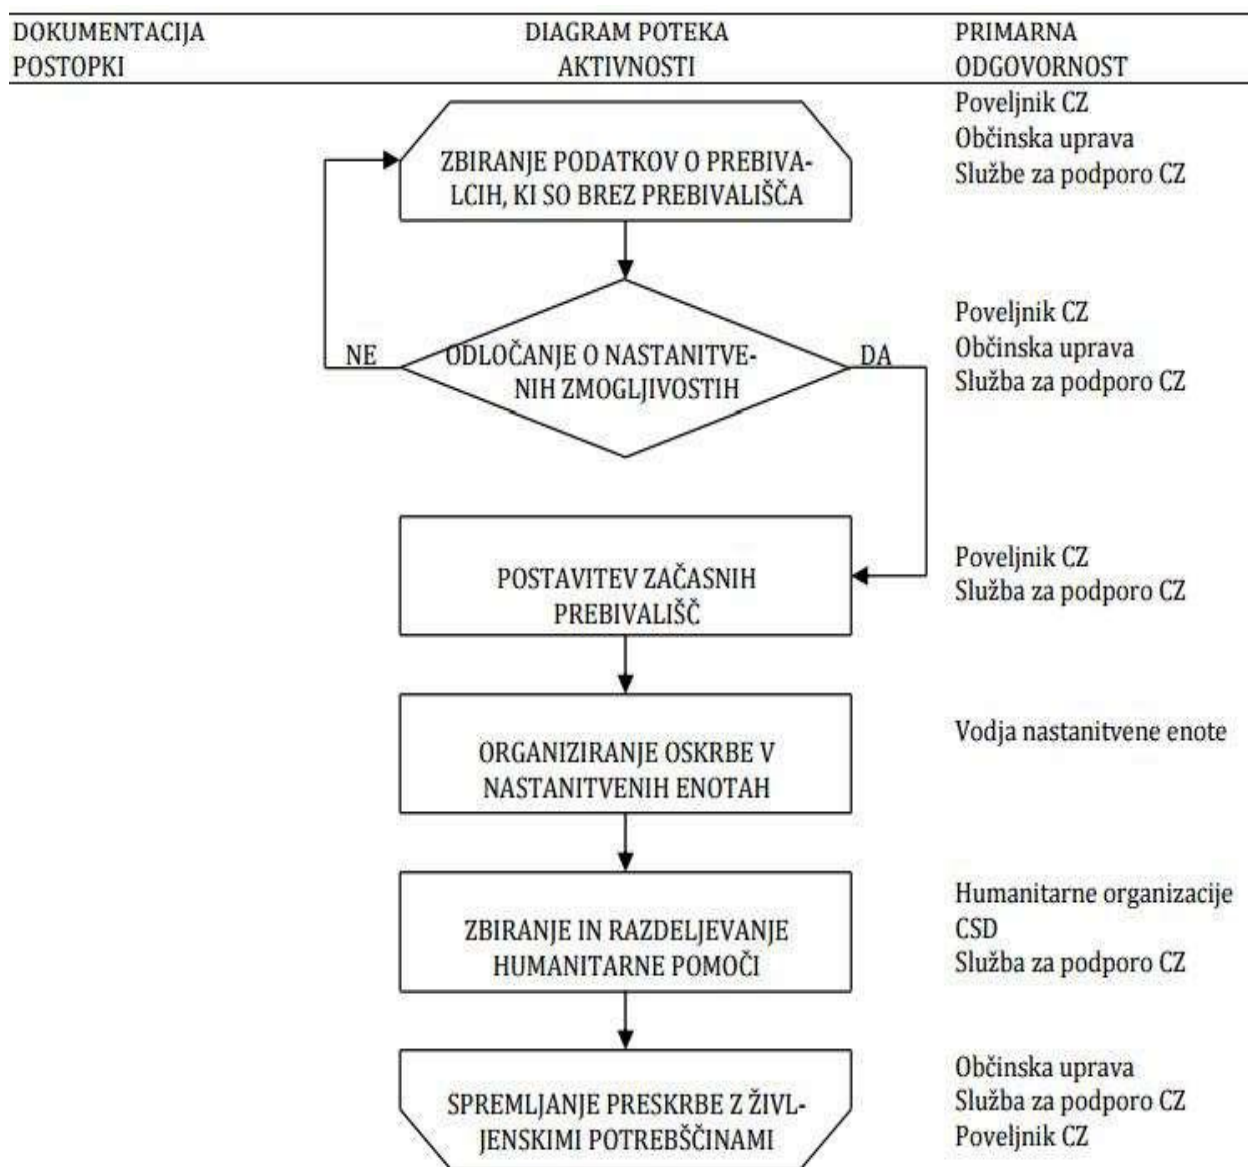 DOKUMENTACIJA
POSTOPKI
DIAGRAM POTEKA
AKTIVNOSTI
PRIMARNA
ODGOVORNOST
ZBIRANJE PODATKOV O PREBIVA-
LCIH, KI SO BREZ PREBIVALIŠČA
Poveljnik CZ
Občinska uprava
Službe za podporo CZ
NE
ODLOČANJE O NASTANITVE-
NIH ZMOGLJIVOSTIH
DA
Poveljnik CZ
Občinska uprava
Služba za podporo CZ
POSTAVITEV ZAČASNIH
PREBIVALIŠČ
Poveljnik CZ
Služba za podporo CZ
ORGANIZIRANJE OSKRBE V
NASTANITVENIH ENOTAH
Vodja nastanitvene enote
ZBIRANJE IN RAZDELJEVANJE
HUMANITARNE POMOČI
Humanitarne organizacije
CSD
Služba za podporo CZ
SPREMLJANJE PRESKRBE Z ŽIVL-
JENSKIMI POTREBŠČINAMI
Občinska uprava
Služba za podporo CZ
Poveljnik CZ